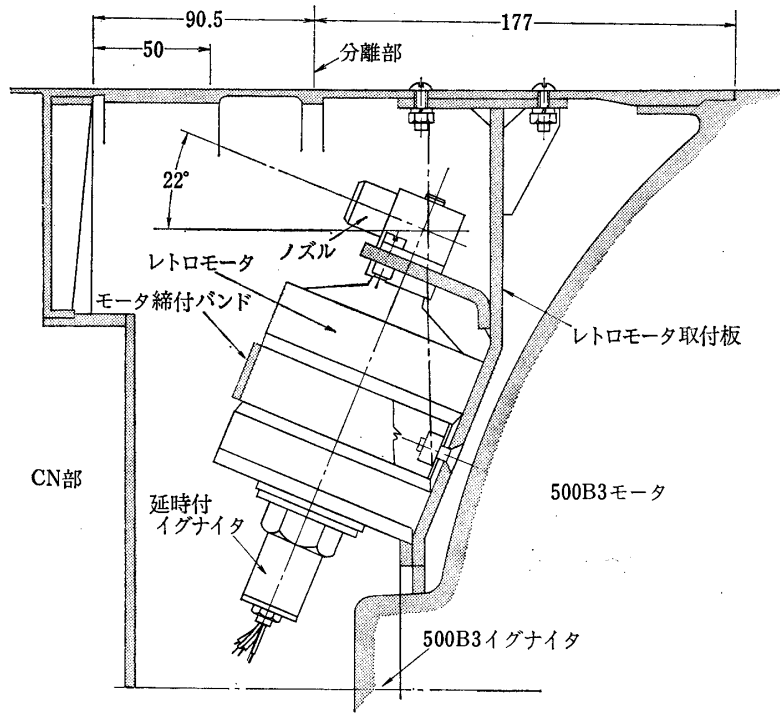 90.5
177
50
分離部
22°
ノズル
レトロモータ
モータ締付バンド
レトロモータ取付板
CN部
500B3モータ
延時付
イグナイタ
500B3イグナイタ